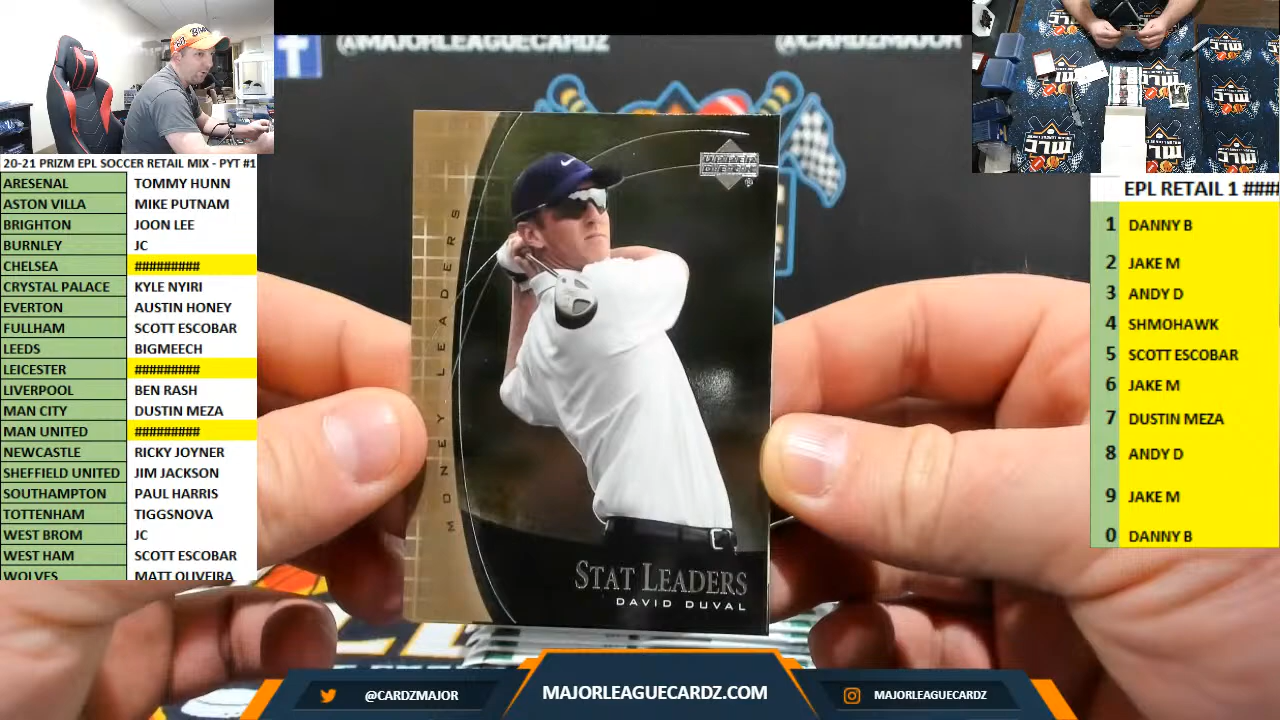 @MAJORLEAGUECARDZ
@CARDZMAJOR
20-21 PRIZM EPL SOCCER RETAIL MIX - PYT #1
ARESENAL TOMMY HUNN
ASTON VILLA MIKE PUTNAM
BRIGHTON JOON LEE
BURNLEY JC
CHELSEA #########
CRYSTAL PALACE KYLE NYIRI
EVERTON AUSTIN HONEY
FULLHAM SCOTT ESCOBAR
LEEDS BIGMEECH
LEICESTER #########
LIVERPOOL BEN RASH
MAN CITY DUSTIN MEZA
MAN UNITED #########
NEWCASTLE RICKY JOYNER
SHEFFIELD UNITED JIM JACKSON
SOUTHAMPTON PAUL HARRIS
TOTTENHAM TIGGSNOVA
WEST BROM JC
WEST HAM SCOTT ESCOBAR
WOLVES MATT OLIVEIRA
UPPER
DECK
MONEY LEADERS
STAT LEADERS
DAVID DUVAL
EPL RETAIL 1 ####
1 DANNY B
2 JAKE M
3 ANDY D
4 SHMOHAWK
5 SCOTT ESCOBAR
6 JAKE M
7 DUSTIN MEZA
8 ANDY D
9 JAKE M
0 DANNY B
@CARDZMAJOR
MAJORLEAGUECARDZ.COM
MAJORLEAGUECARDZ